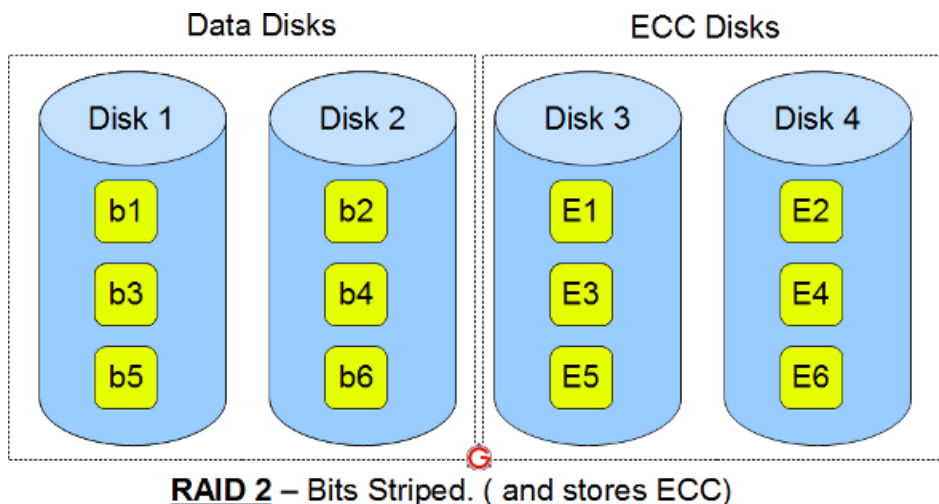 Data Disks ECC Disks
Disk 1 Disk 2 Disk 3 Disk 4
b1 b2 E1 E2
b3 b4 E3 E4
b5 b6 E5 E6
G
RAID 2 – Bits Striped. ( and stores ECC)